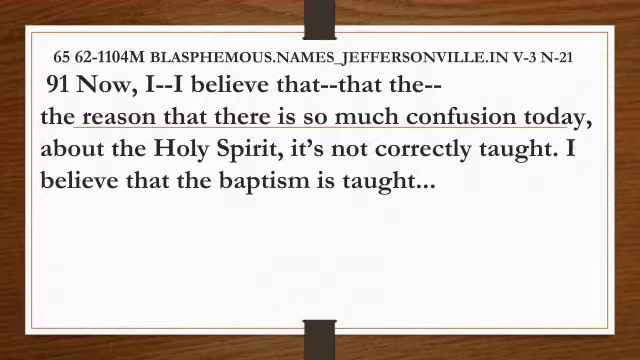 65 62-1104M BLASPHEMOUS.NAMES_JEFFERSONVILLE.IN V-3 N-21
91 Now, I--I believe that--that the--
the reason that there is so much confusion today,
about the Holy Spirit, it’s not correctly taught. I
believe that the baptism is taught...